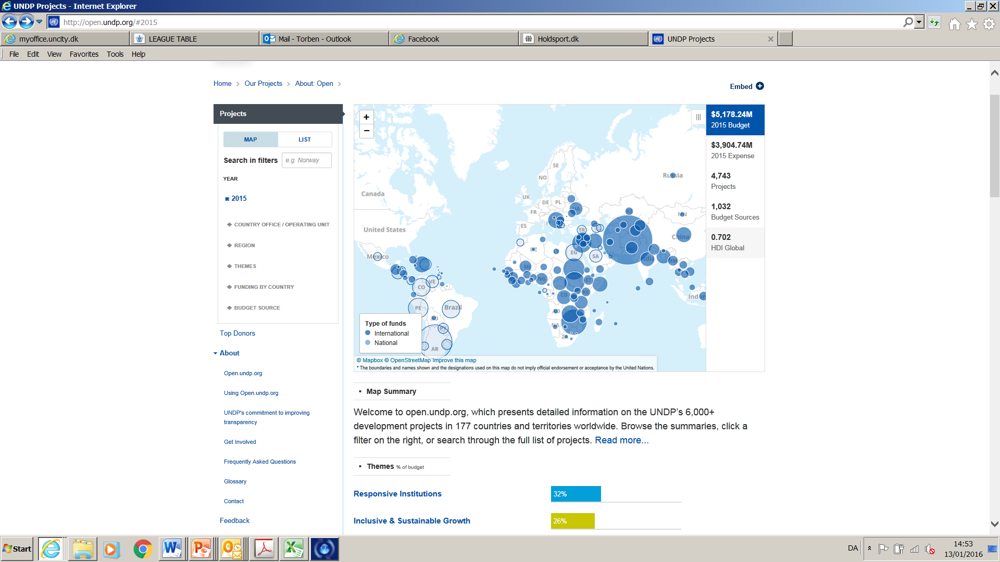 UNDP Projects - Internet Explorer
http://open.undp.org/#2015
myoffice.uncity.dk
LEAGUE TABLE
Mail - Torben - Outlook
Facebook
Holdsport.dk
UNDP Projects
File Edit View Favorites Tools Help
Home > Our Projects > About: Open >
Embed
Projects
MAP LIST
Search in filters e.g. Norway
YEAR
2015
COUNTRY OFFICE / OPERATING UNIT
REGION
THEMES
FUNDING BY COUNTRY
BUDGET SOURCE
Top Donors
About
Open.undp.org
Using Open.undp.org
UNDP's commitment to improving
transparency
Get Involved
Frequently Asked Questions
Glossary
Contact
Feedback
+
−
SE
NO
Russia
Canada
UK
DE PL
UA
FR
KZ
MN
IT
ES
United States
TR
China
DZ
LY
EG
SA
Mexico
India
MM
ML
NG
ET
VE
CO
KE
CD
Indon
PE
Brazil
AO
NA
PY
ZA
AR
Type of funds
International
National
© Mapbox © OpenStreetMap Improve this map
* The boundaries and names shown and the designations used on this map do not imply official endorsement or acceptance by the United Nations.
$5,178.24M
2015 Budget
$3,904.74M
2015 Expense
4,743
Projects
1,032
Budget Sources
0.702
HDI Global
• Map Summary
Welcome to open.undp.org, which presents detailed information on the UNDP's 6,000+
development projects in 177 countries and territories worldwide. Browse the summaries, click a
filter on the right, or search through the full list of projects. Read more...
• Themes % of budget
Responsive Institutions 32%
Inclusive & Sustainable Growth 26%
Start
DA
14:53
13/01/2016